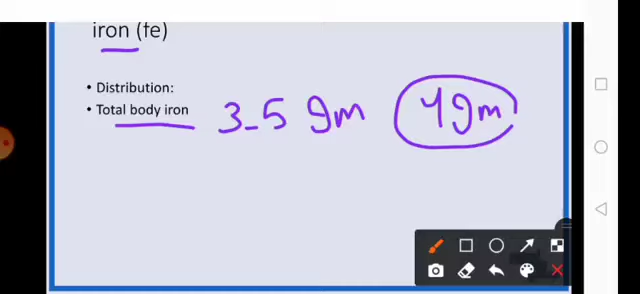 iron (fe)
• Distribution:
• Total body iron 3-5 gm 4gm